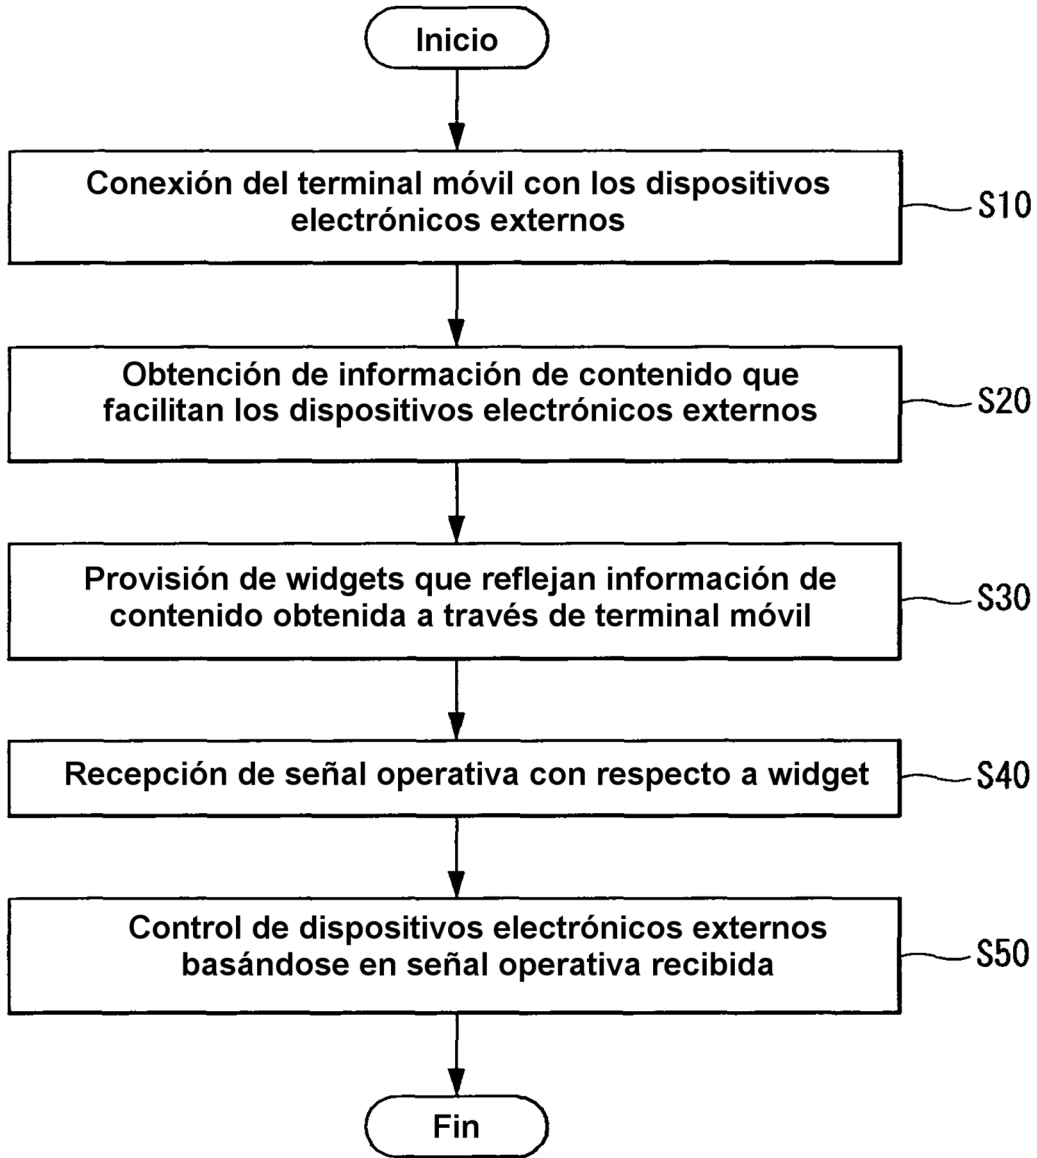 Inicio
Conexión del terminal móvil con los dispositivos
electrónicos externos
S10
Obtención de información de contenido que
facilitan los dispositivos electrónicos externos
S20
Provisión de widgets que reflejan información de
contenido obtenida a través de terminal móvil
S30
Recepción de señal operativa con respecto a widget
S40
Control de dispositivos electrónicos externos
basándose en señal operativa recibida
S50
Fin